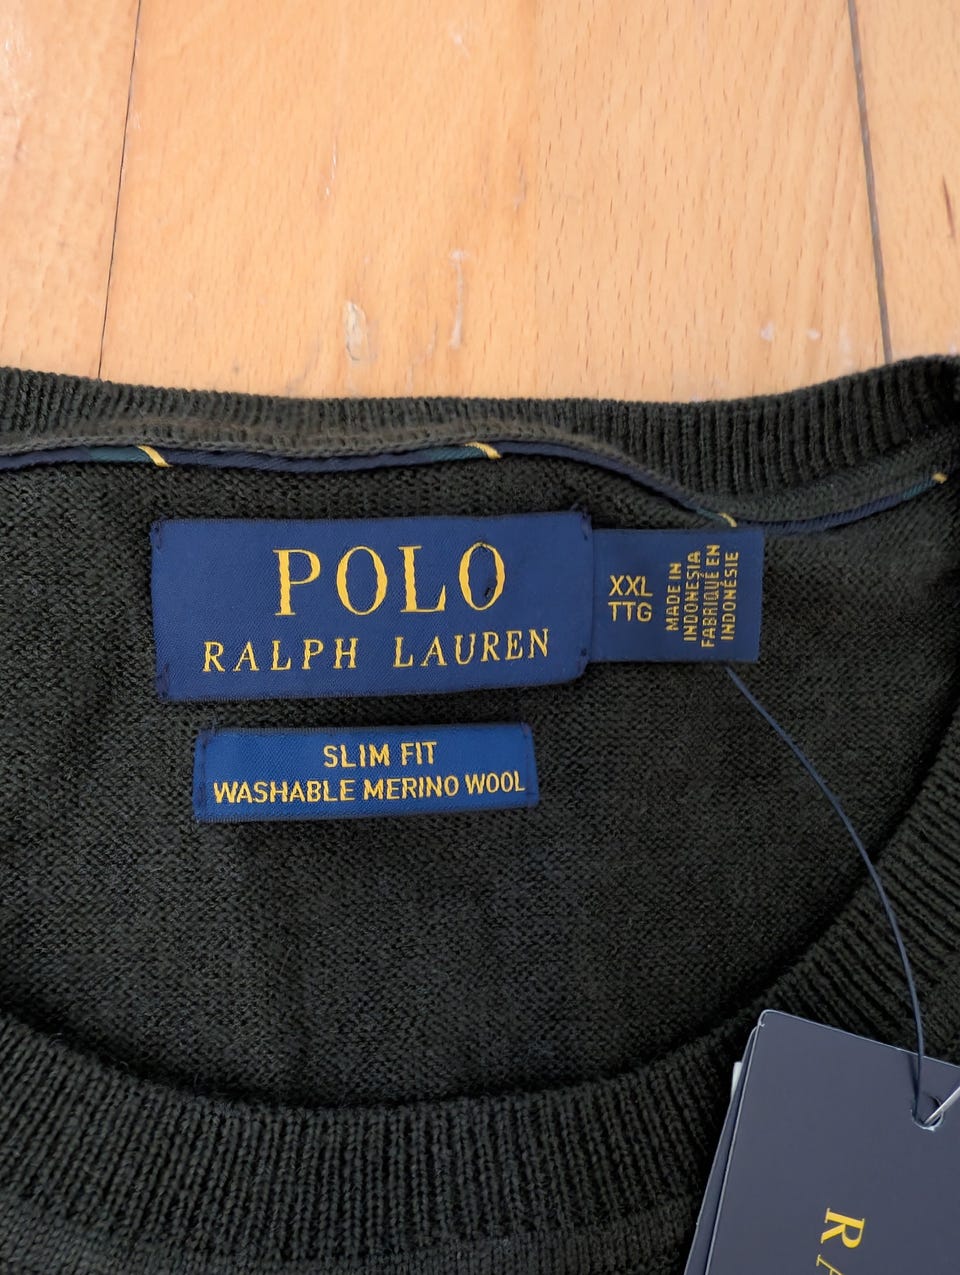 POLO
RALPH LAUREN
XXL
TTG
MADE IN
INDONESIA
FABRIQUÉ EN
INDONÉSIE
SLIM FIT
WASHABLE MERINO WOOL